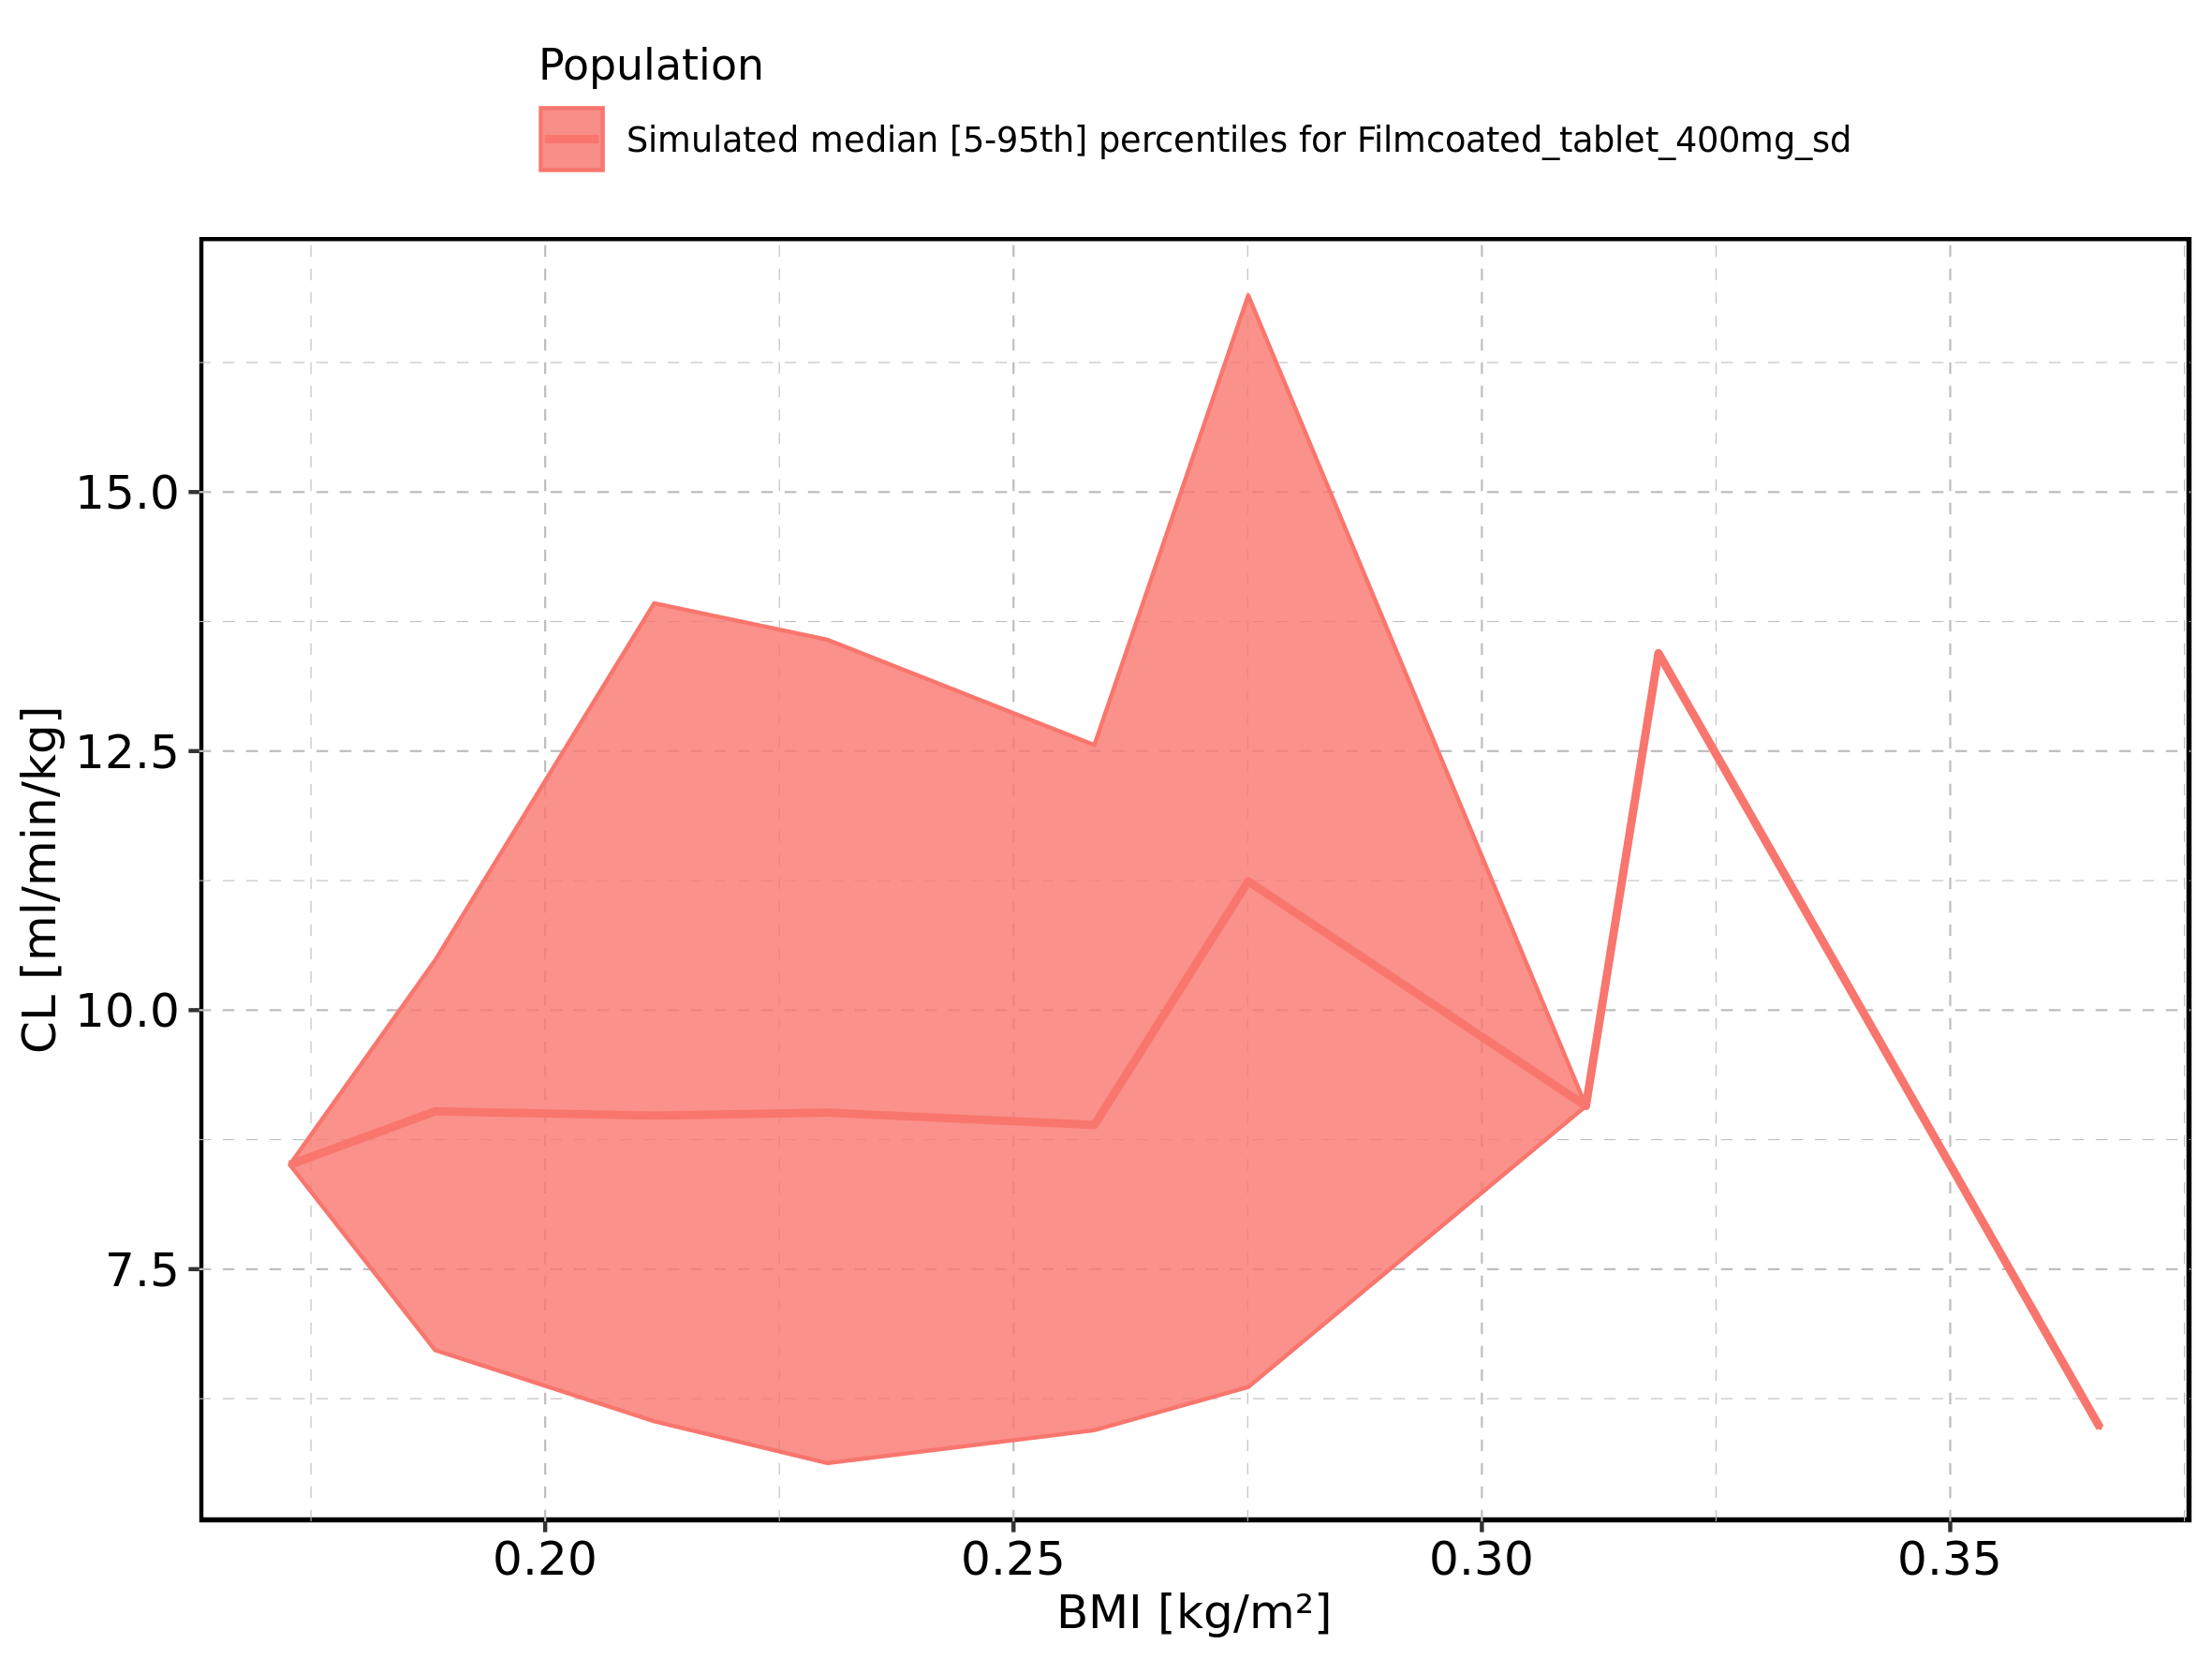 Population
Simulated median [5-95th] percentiles for Filmcoated_tablet_400mg_sd
CL [ml/min/kg]
15.0
12.5
10.0
7.5
0.20 0.25 0.30 0.35
BMI [kg/m²]